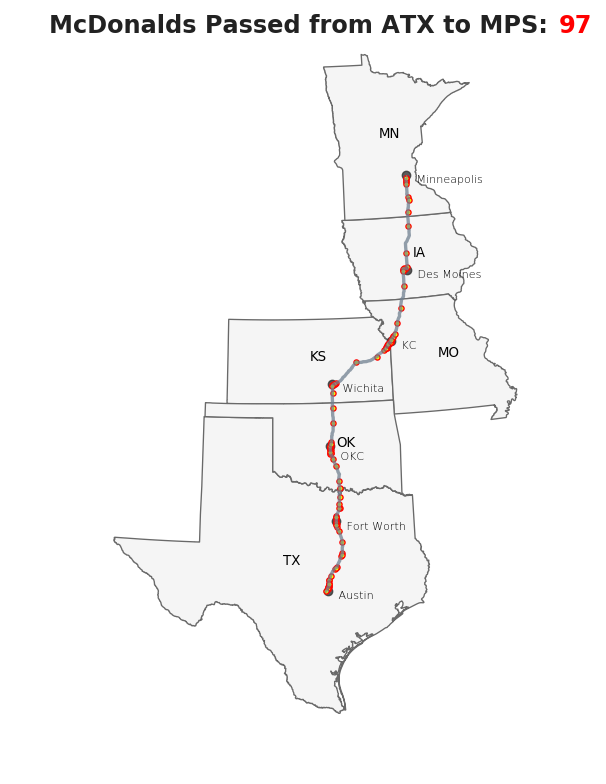 McDonalds Passed from ATX to MPS: 97
MN
Minneapolis
IA
Des Moines
KC
MO
KS
Wichita
OK
OKC
Fort Worth
TX
Austin